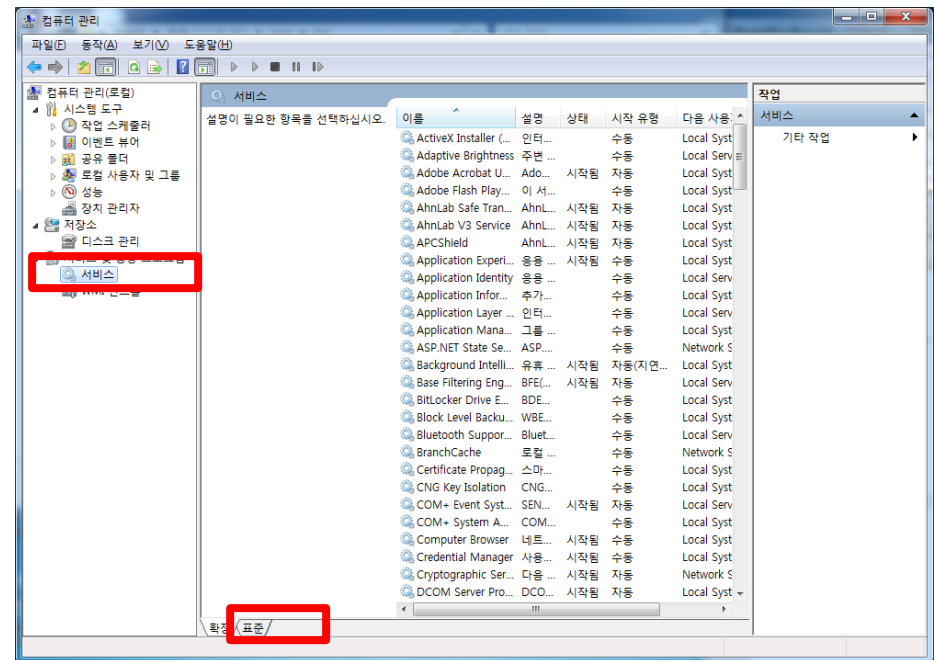 컴퓨터 관리
파일(F) 동작(A) 보기(V) 도움말(H)
컴퓨터 관리(로컬)
시스템 도구
작업 스케줄러
이벤트 뷰어
공유 폴더
로컬 사용자 및 그룹
성능
장치 관리자
저장소
디스크 관리
서비스
서비스
설명이 필요한 항목을 선택하십시오.
이름 설명 상태 시작 유형 다음 사용
ActiveX Installer (... 인터... 수동 Local Syst
Adaptive Brightness 주변 ... 수동 Local Serv
Adobe Acrobat U... Ado... 시작됨 자동 Local Syst
Adobe Flash Play... 이 서... 수동 Local Syst
AhnLab Safe Tran... AhnL... 시작됨 자동 Local Syst
AhnLab V3 Service AhnL... 시작됨 자동 Local Syst
APCShield AhnL... 시작됨 자동 Local Syst
Application Experi... 응용 ... 시작됨 수동 Local Syst
Application Identity 응용 ... 수동 Local Serv
Application Infor... 추가... 수동 Local Syst
Application Layer ... 인터... 수동 Local Serv
Application Mana... 그룹 ... 수동 Local Syst
ASP.NET State Se... ASP.... 수동 Network S
Background Intelli... 유휴 ... 시작됨 자동(지연... Local Syst
Base Filtering Eng... BFE(... 시작됨 자동 Local Serv
BitLocker Drive E... BDE... 수동 Local Syst
Block Level Backu... WBE... 수동 Local Syst
Bluetooth Suppor... Bluet... 수동 Local Serv
BranchCache 로컬 ... 수동 Network S
Certificate Propag... 스마... 수동 Local Syst
CNG Key Isolation CNG... 수동 Local Syst
COM+ Event Syst... SEN... 시작됨 자동 Local Serv
COM+ System A... COM... 수동 Local Syst
Computer Browser 네트... 시작됨 수동 Local Syst
Credential Manager 사용... 시작됨 수동 Local Syst
Cryptographic Ser... 다음 ... 시작됨 자동 Network S
DCOM Server Pro... DCO... 시작됨 자동 Local Syst
확장 표준
작업
서비스
기타 작업